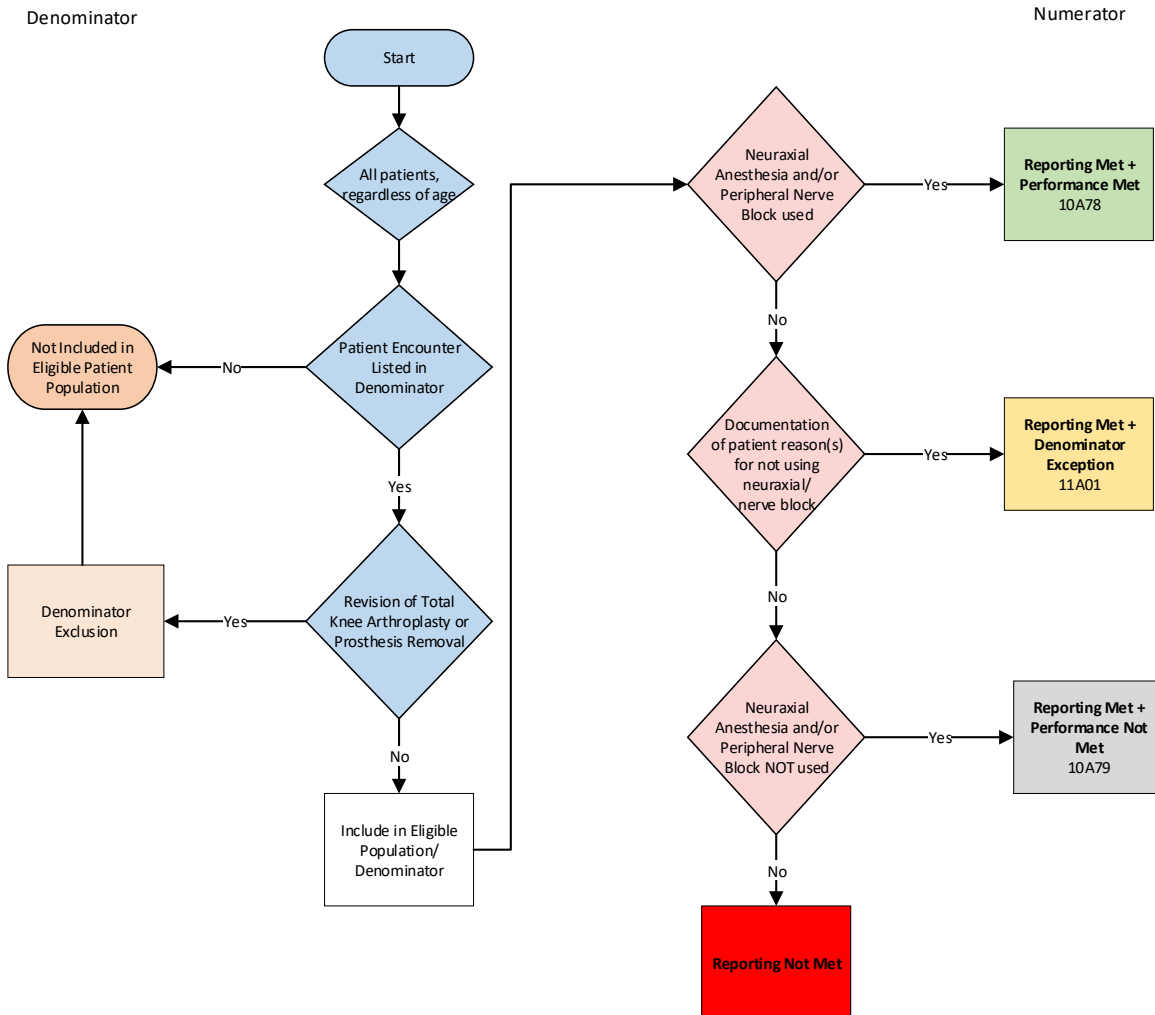 Denominator
Numerator
Start
All patients,
regardless of age
Patient Encounter
Listed in
Denominator
No
Not Included in
Eligible Patient
Population
Yes
Revision of Total
Knee Arthroplasty or
Prosthesis Removal
Yes
Denominator
Exclusion
No
Include in Eligible
Population/
Denominator
Neuraxial
Anesthesia and/or
Peripheral Nerve
Block used
Yes
Reporting Met +
Performance Met
10A78
No
Documentation
of patient reason(s)
for not using
neuraxial/
nerve block
Yes
Reporting Met +
Denominator
Exception
11A01
No
Neuraxial
Anesthesia and/or
Peripheral Nerve
Block NOT used
Yes
Reporting Met +
Performance Not
Met
10A79
No
Reporting Not Met